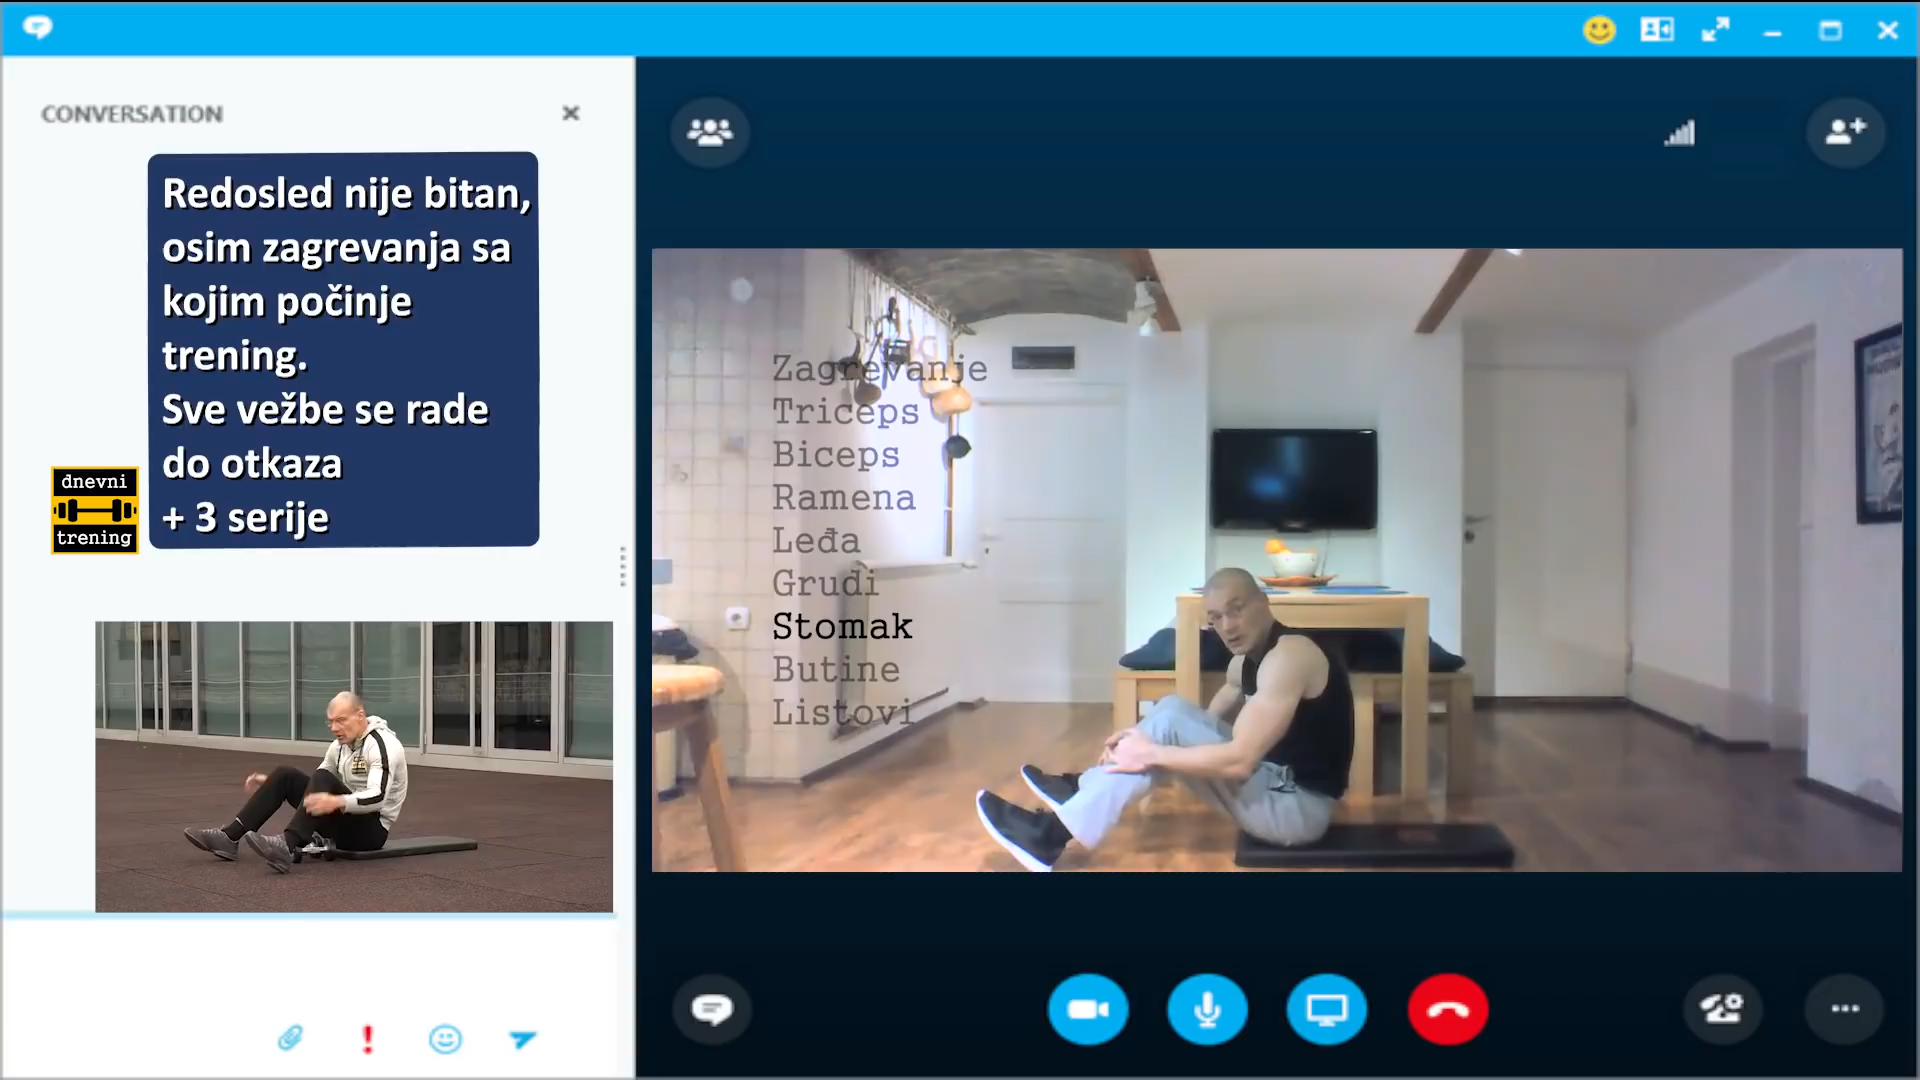 CONVERSATION
Redosled nije bitan,
osim zagrevanja sa
kojim počinje
trening.
Sve vežbe se rade
do otkaza
+ 3 serije
dnevni
trening
Zagrevanje
Triceps
Biceps
Ramena
Leđa
Grudi
Stomak
Butine
Listovi